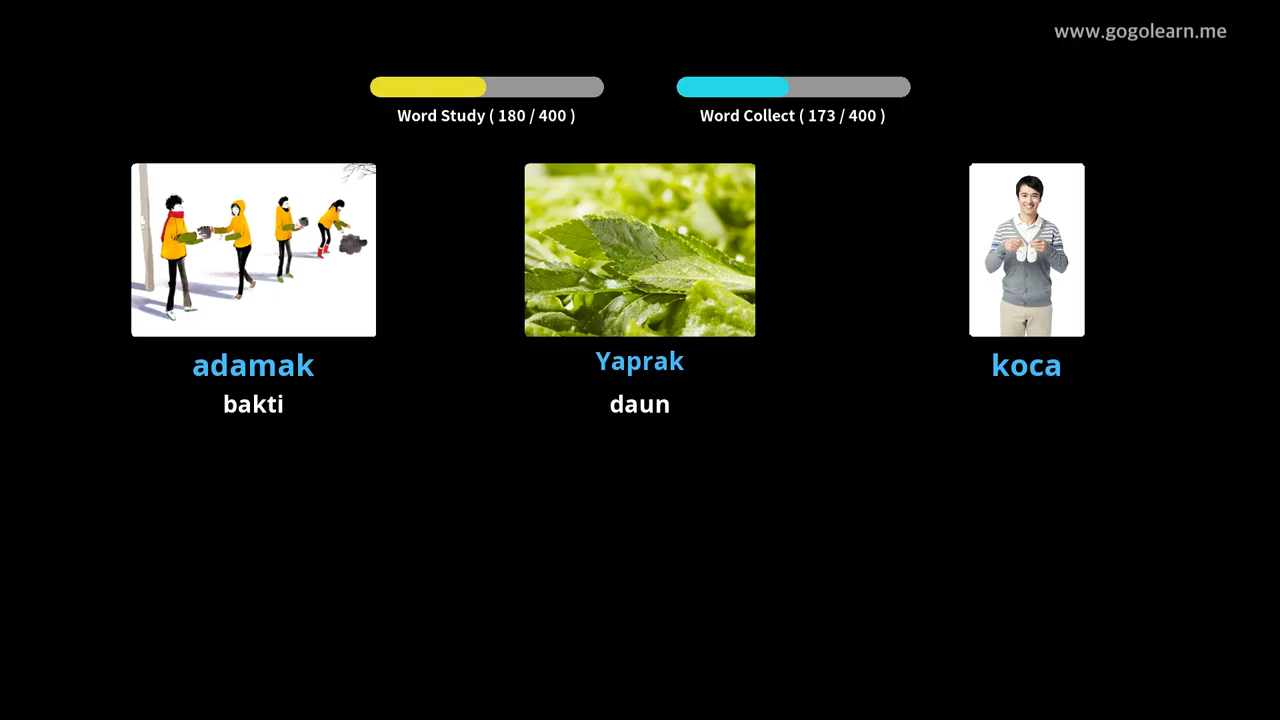 www.gogolearn.me
Word Study ( 180 / 400 )
Word Collect ( 173 / 400 )
adamak
bakti
Yaprak
daun
koca